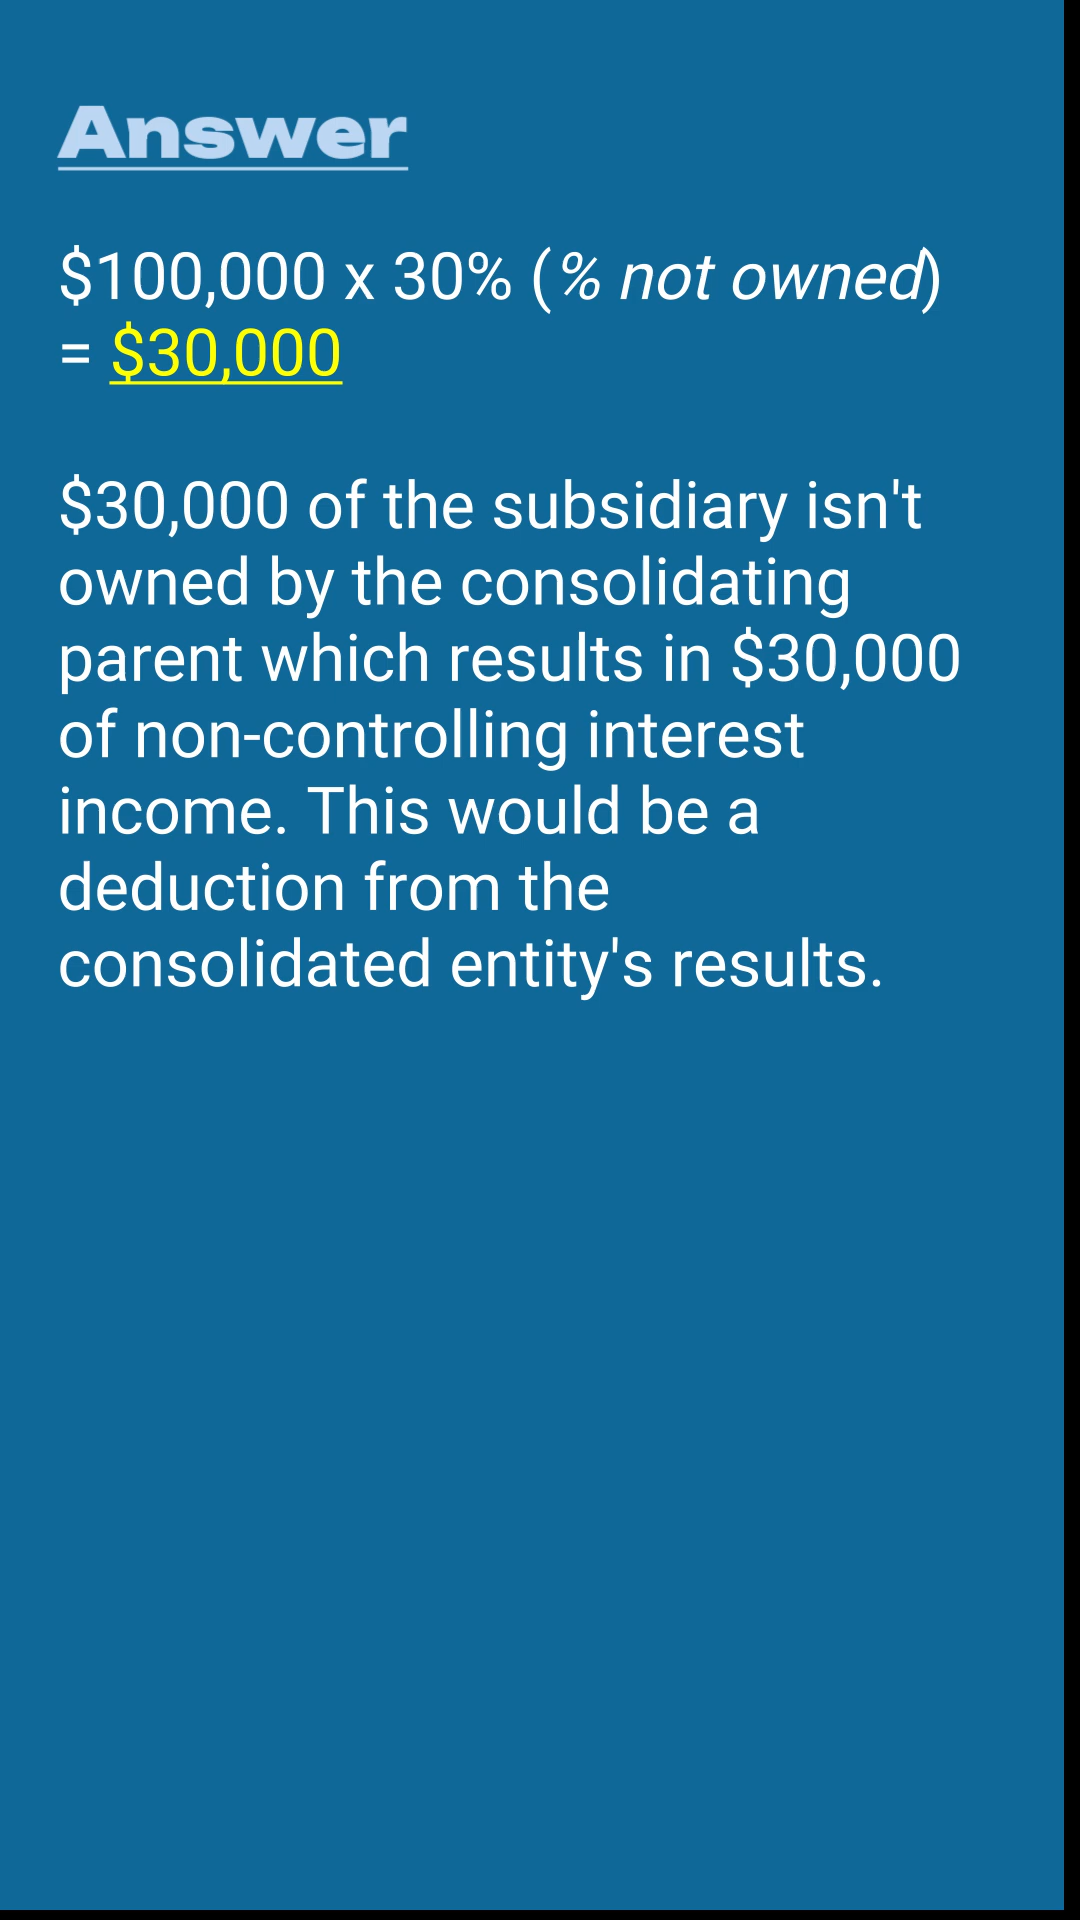 Answer
$100,000 x 30% (% not owned)
= $30,000
$30,000 of the subsidiary isn't
owned by the consolidating
parent which results in $30,000
of non-controlling interest
income. This would be a
deduction from the
consolidated entity's results.